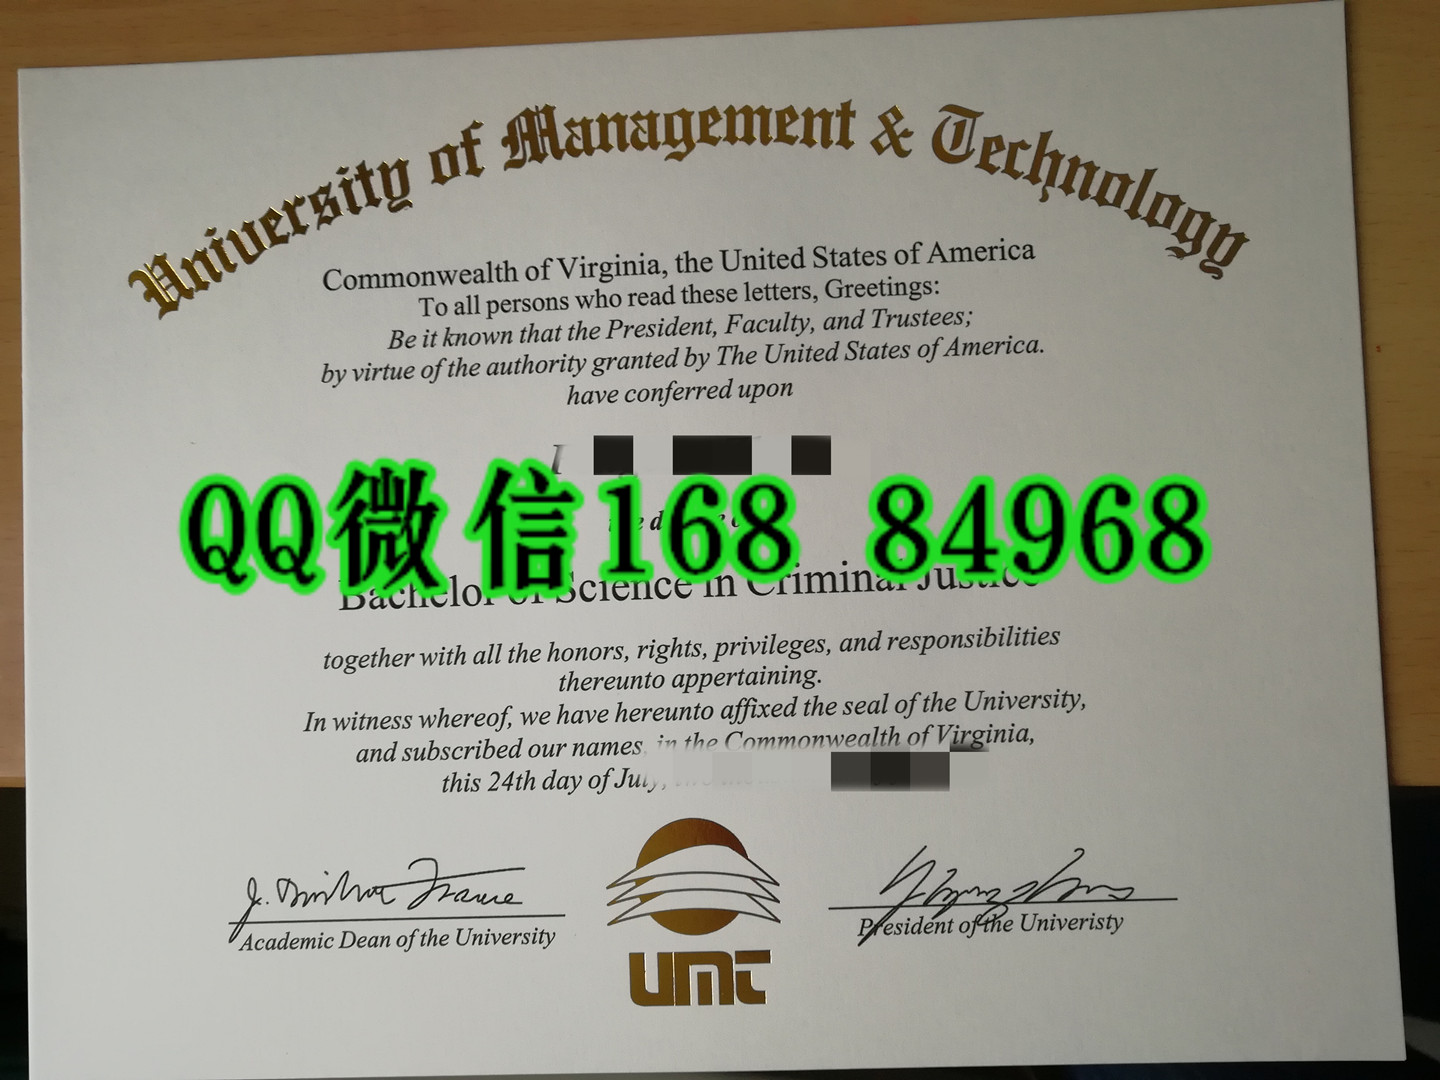 University of Management & Technology
Commonwealth of Virginia, the United States of America
To all persons who read these letters, Greetings:
Be it known that the President, Faculty, and Trustees;
by virtue of the authority granted by The United States of America.
have conferred upon
QQ微信168 84968
Bachelor of Science in Criminal Justice
together with all the honors, rights, privileges, and responsibilities
thereunto appertaining.
In witness whereof, we have hereunto affixed the seal of the University,
and subscribed our names in the Commonwealth of Virginia,
this 24th day of July,
Academic Dean of the University
President of the Univeristy
UMT